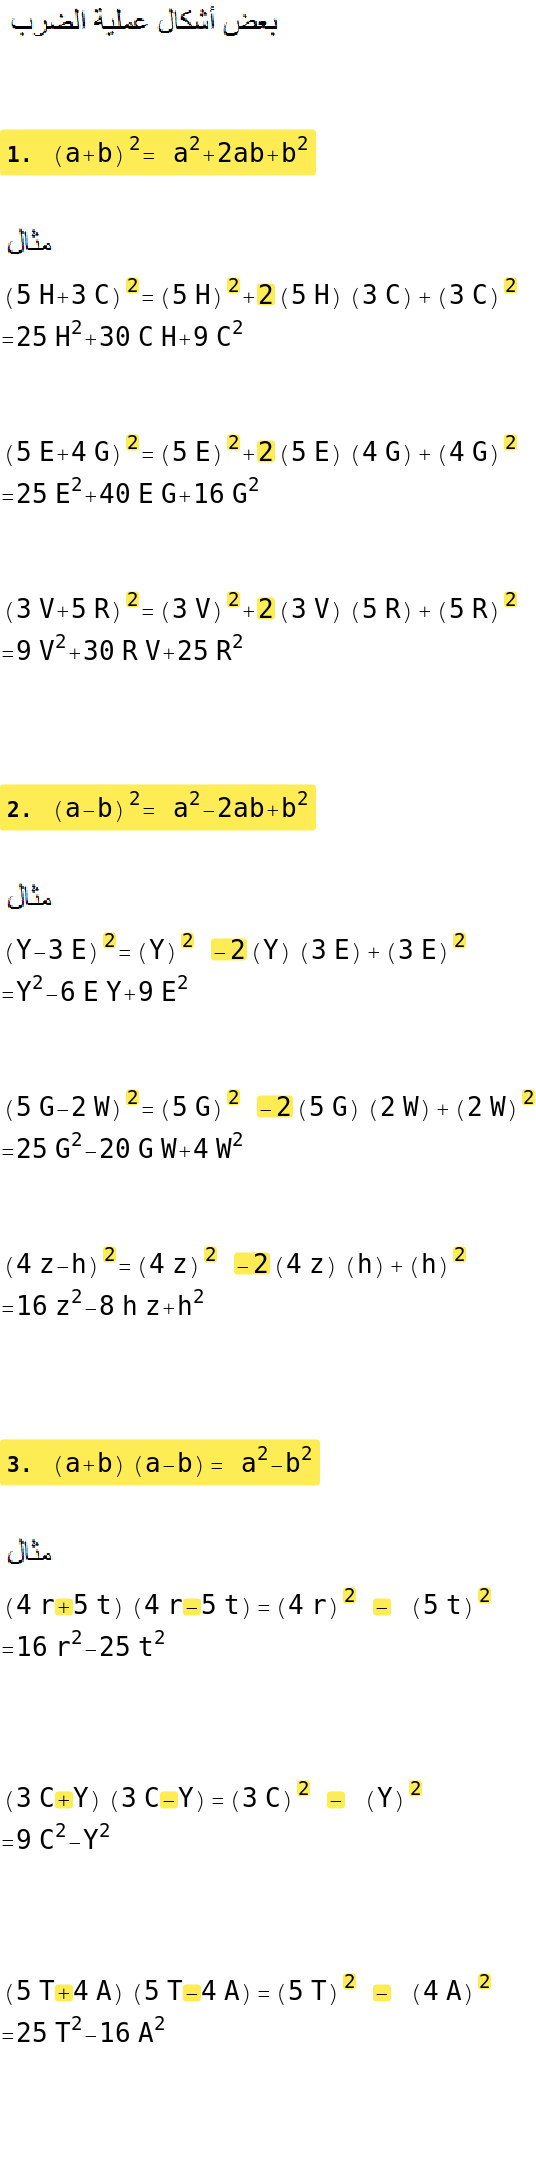 بعض أشكال عملية الضرب
1. (a+b)²= a²+2ab+b²
مثال
(5 H+3 C)²=(5 H)²+2(5 H) (3 C)+(3 C)²
=25 H²+30 C H+9 C²
(5 E+4 G)²=(5 E)²+2(5 E) (4 G)+(4 G)²
=25 E²+40 E G+16 G²
(3 V+5 R)²=(3 V)²+2(3 V) (5 R)+(5 R)²
=9 V²+30 R V+25 R²
2. (a-b)²= a²-2ab+b²
مثال
(Y-3 E)²=(Y)² -2(Y) (3 E)+(3 E)²
=Y²-6 E Y+9 E²
(5 G-2 W)²=(5 G)² -2(5 G) (2 W)+(2 W)²
=25 G²-20 G W+4 W²
(4 z-h)²=(4 z)² -2(4 z) (h)+(h)²
=16 z²-8 h z+h²
3. (a+b)(a-b)= a²-b²
مثال
(4 r+5 t)(4 r-5 t)=(4 r)² - (5 t)²
=16 r²-25 t²
(3 C+Y)(3 C-Y)=(3 C)² - (Y)²
=9 C²-Y²
(5 T+4 A)(5 T-4 A)=(5 T)² - (4 A)²
=25 T²-16 A²